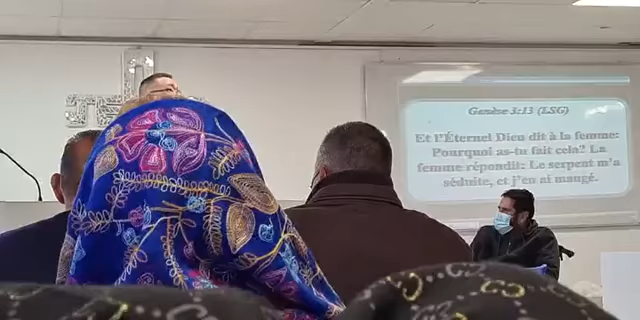 Genèse 3:13 (LSG)
Et l'Éternel Dieu dit à la femme:
Pourquoi as-tu fait cela? La
femme répondit: Le serpent m'a
séduite, et j'en ai mangé.